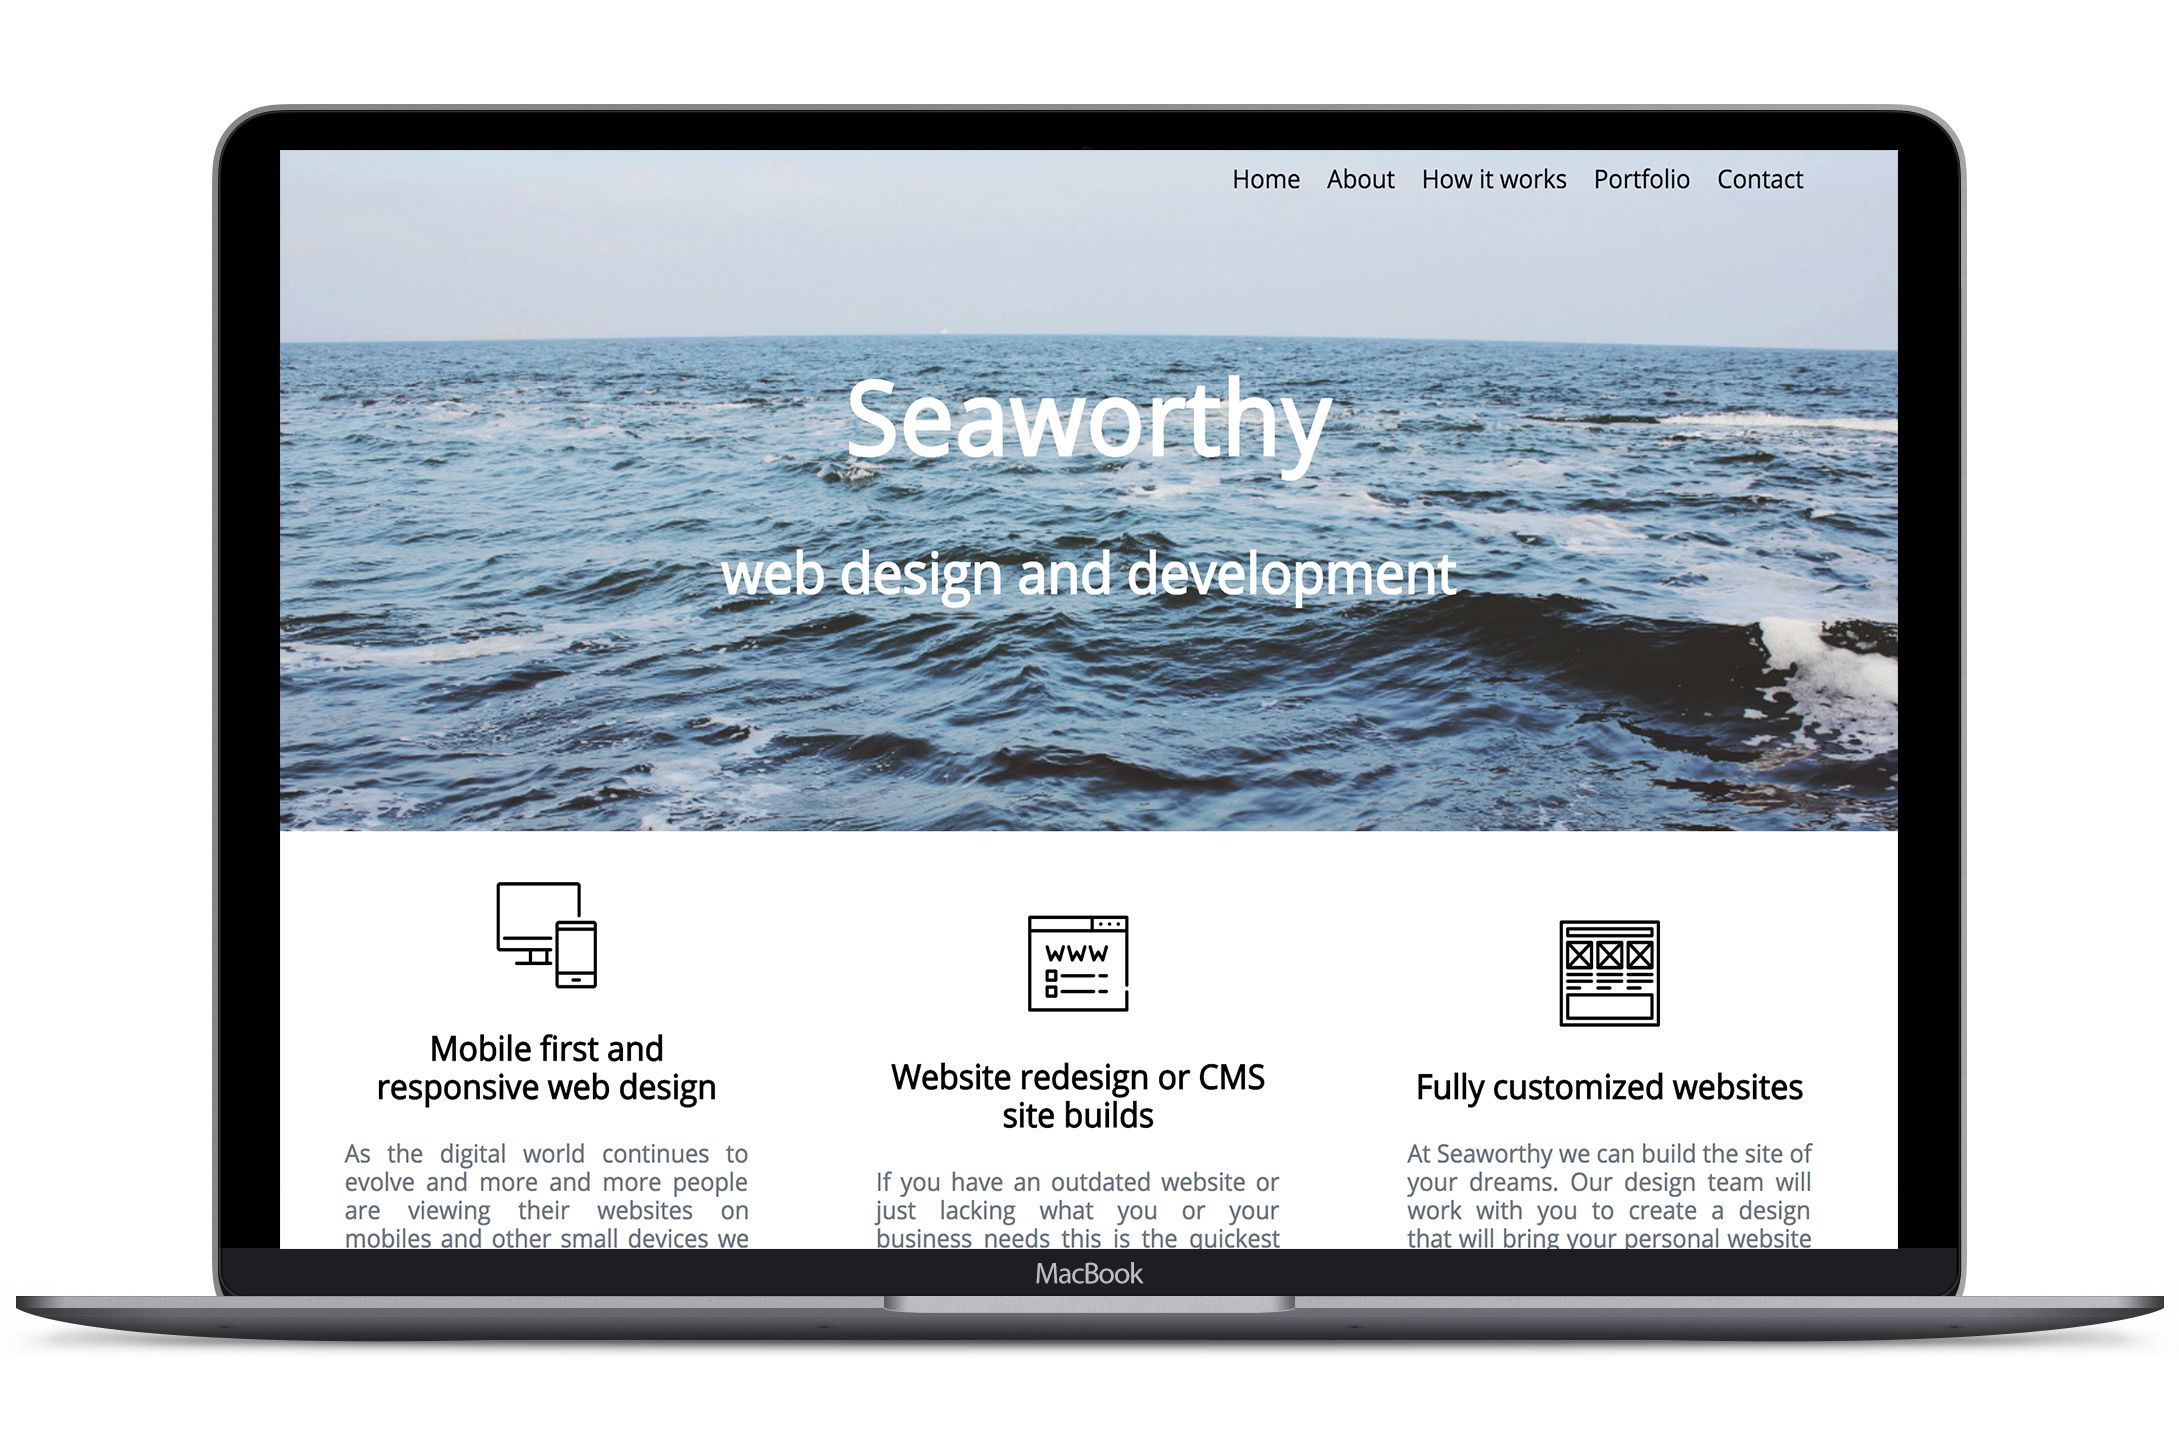 Home About How it works Portfolio Contact
Seaworthy
web design and development
WWW
Mobile first and
responsive web design
As the digital world continues to
evolve and more and more people
are viewing their websites on
mobiles and other small devices we
Website redesign or CMS
site builds
If you have an outdated website or
just lacking what you or your
business needs this is the quickest
Fully customized websites
At Seaworthy we can build the site of
your dreams. Our design team will
work with you to create a design
that will bring your personal website
MacBook